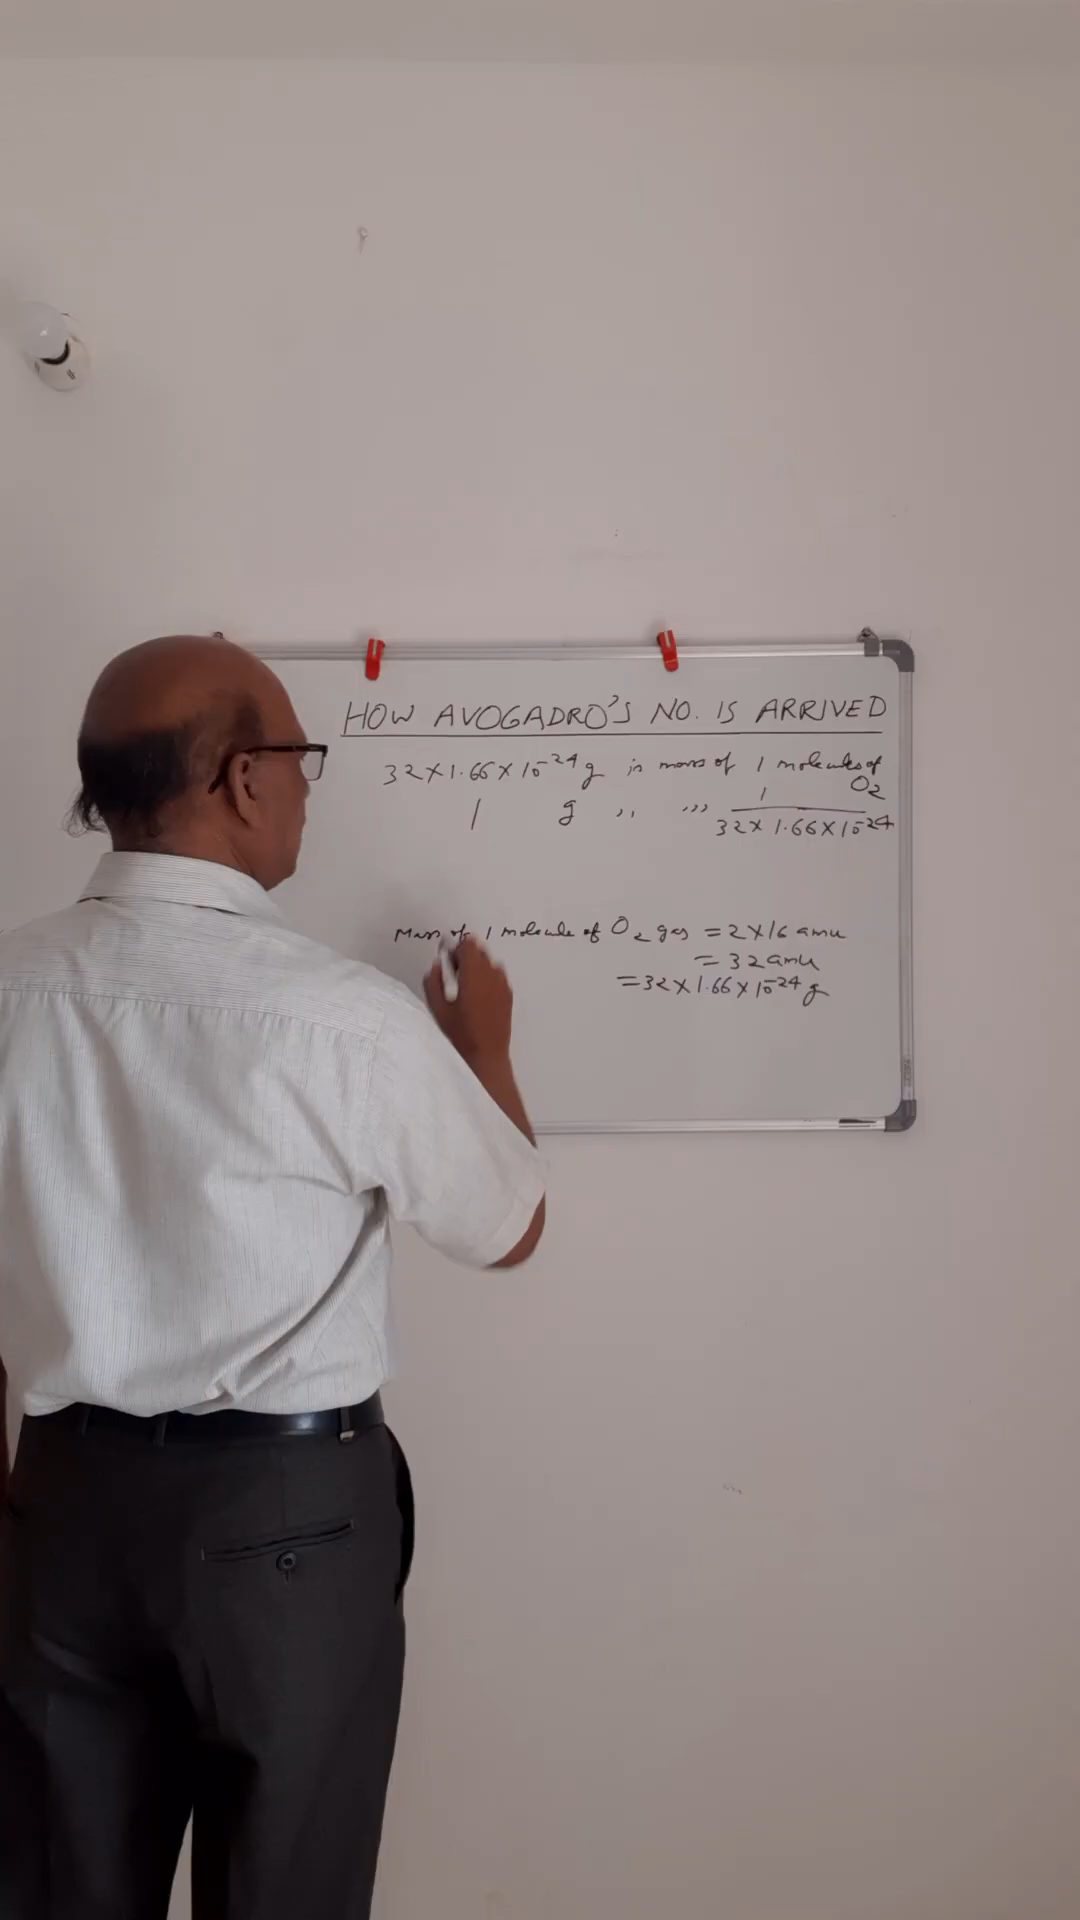 HOW AVOGADRO'S NO. IS ARRIVED
32 × 1.66 × 10⁻²⁴ g is mass of 1 molecules of O₂
1 g ,, ,,, 1/(32 × 1.66 × 10⁻²⁴)
Mass of 1 molecule of O₂ gas = 2 × 16 amu
= 32 amu
= 32 × 1.66 × 10⁻²⁴ g